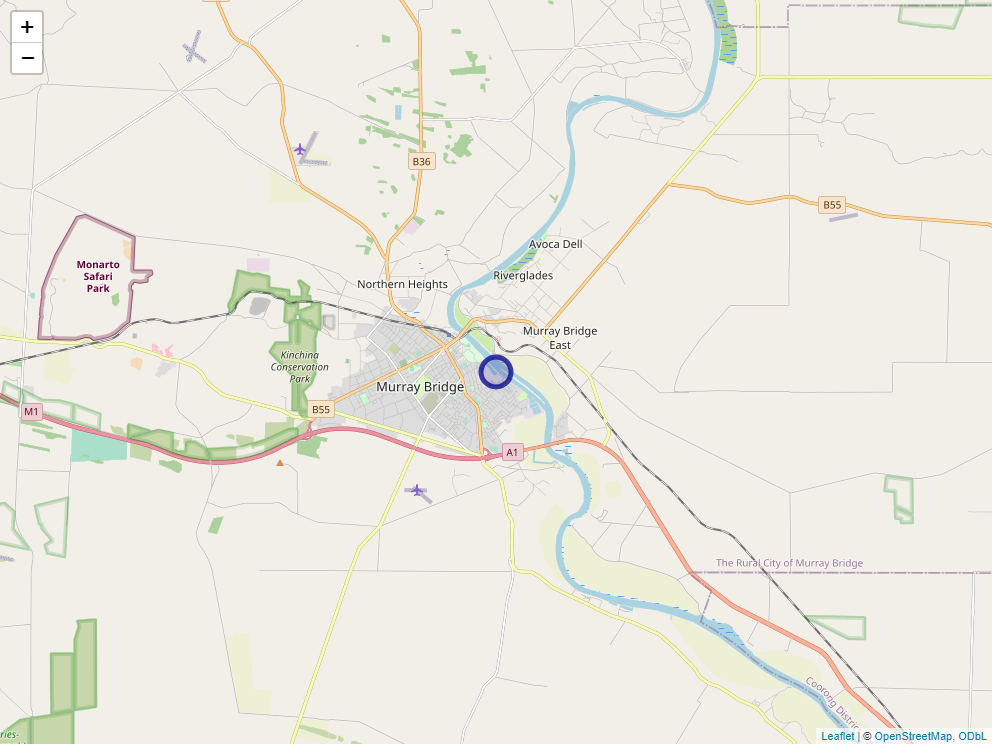 +
−
B36
B55
Avoca Dell
Monarto
Safari
Park
Riverglades
Northern Heights
Murray Bridge
East
Kinchina
Conservation
Park
Murray Bridge
B55
M1
A1
The Rural City of Murray Bridge
Coorong Distric
ries-
Leaflet | © OpenStreetMap, ODbL